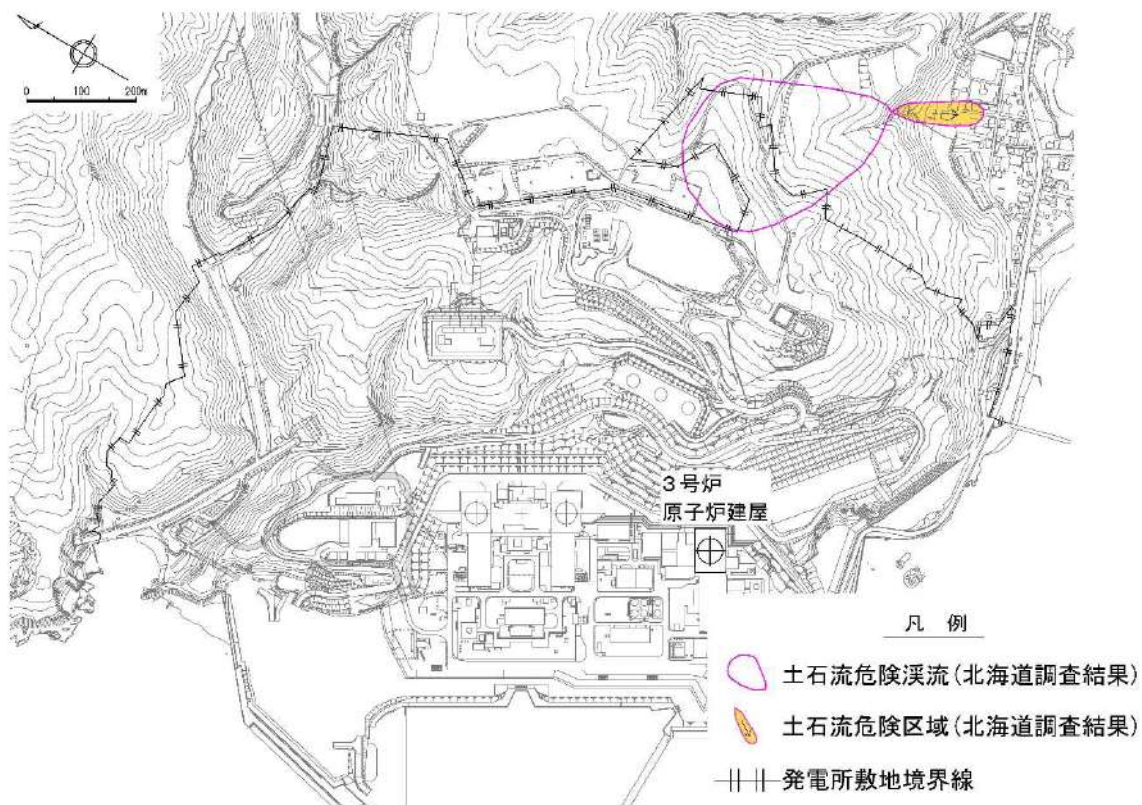 0 100 200m
3号炉
原子炉建屋
凡 例
土石流危険渓流(北海道調査結果)
土石流危険区域(北海道調査結果)
発電所敷地境界線